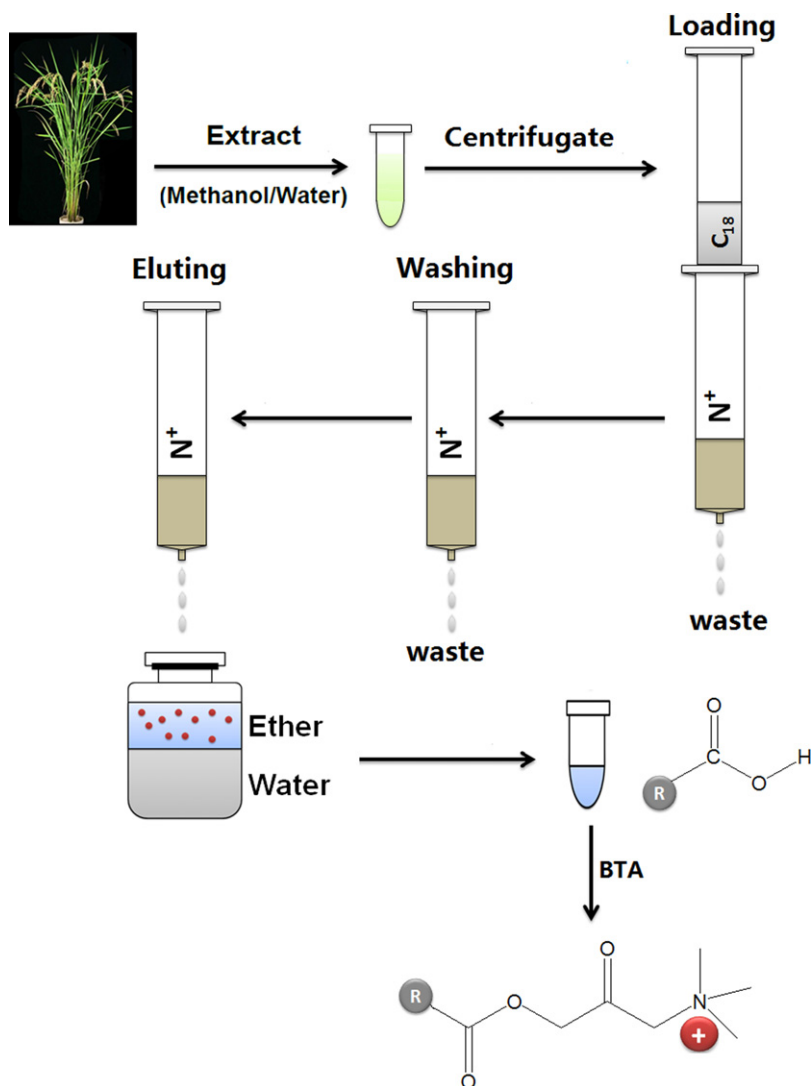 Loading
Extract
(Methanol/Water)
Centrifugate
C18
Eluting
Washing
N+
N+
N+
waste
waste
Ether
Water
O
C
O
H
R
BTA
O
R
O
N
+
O